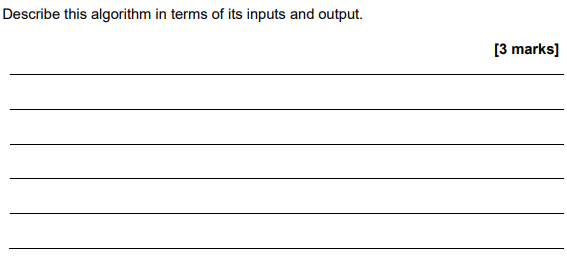 Describe this algorithm in terms of its inputs and output.
[3 marks]